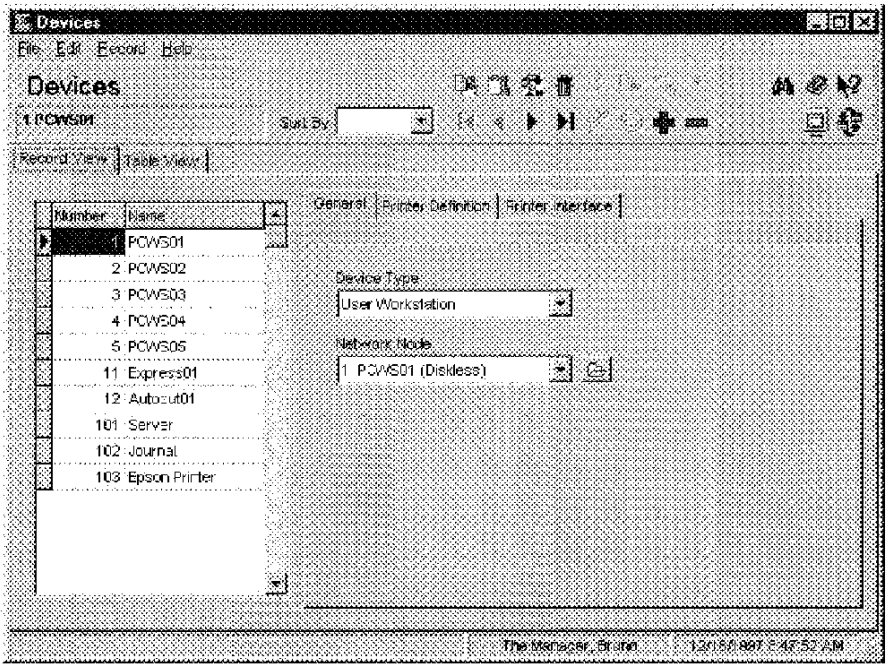 Devices
File Edit Record Help
Devices
1 PCWS01
Sort By
Record View Table View
General Printer Definition Printer Interface
Number Name
1 PCWS01
2 PCWS02
3 PCWS03
4 PCWS04
5 PCWS05
11 Express01
12 Autocut01
101 Server
102 Journal
103 Epson Printer
Device Type
User Workstation
Network Node
1 PCWS01 (Diskless)
The Manager, Bruno